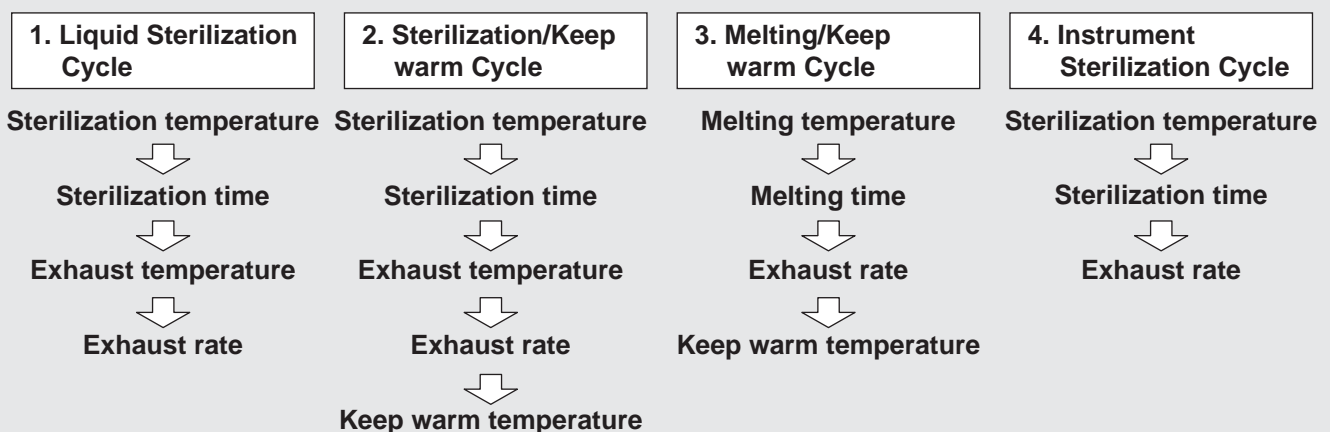 1. Liquid Sterilization
Cycle
Sterilization temperature
Sterilization time
Exhaust temperature
Exhaust rate
2. Sterilization/Keep
warm Cycle
Sterilization temperature
Sterilization time
Exhaust temperature
Exhaust rate
Keep warm temperature
3. Melting/Keep
warm Cycle
Melting temperature
Melting time
Exhaust rate
Keep warm temperature
4. Instrument
Sterilization Cycle
Sterilization temperature
Sterilization time
Exhaust rate